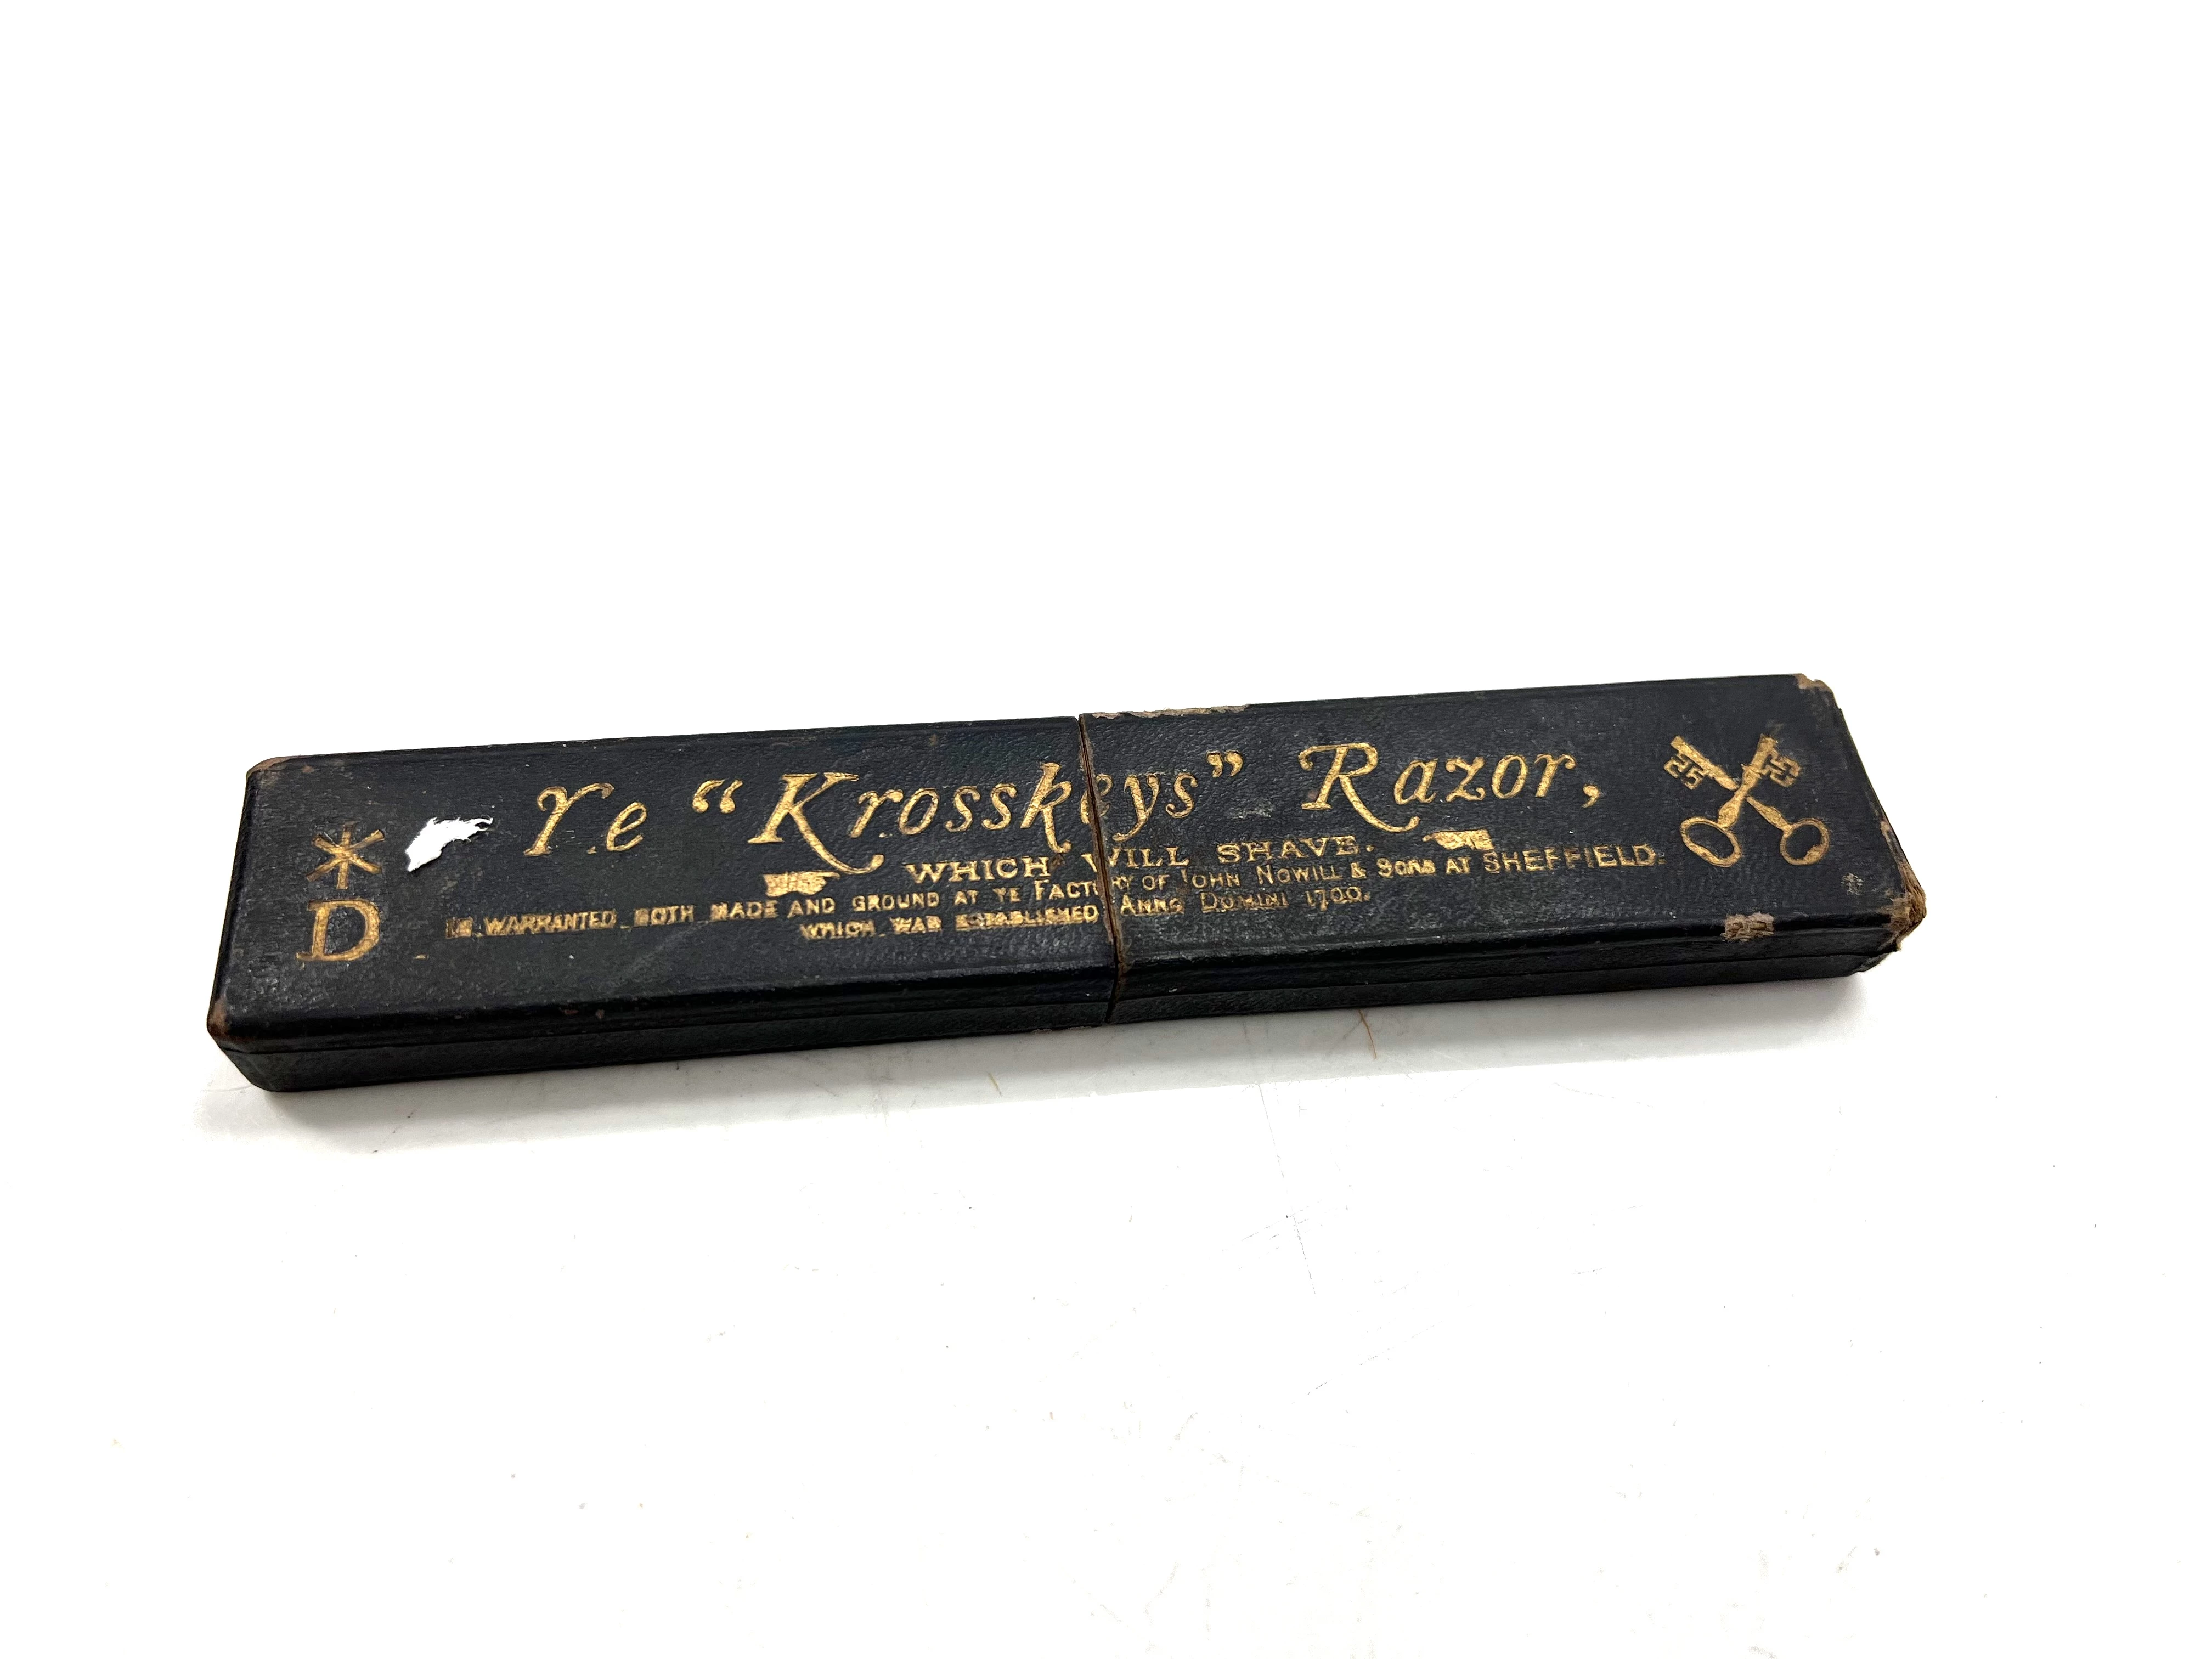 Ye "Krosskeys" Razor,
WHICH WILL SHAVE.
IS WARRANTED BOTH MADE AND GROUND AT YE FACTORY OF JOHN NOWILL & SONS AT SHEFFIELD.
WHICH WAS ESTABLISHED ANNO DOMINI 1700.
* D